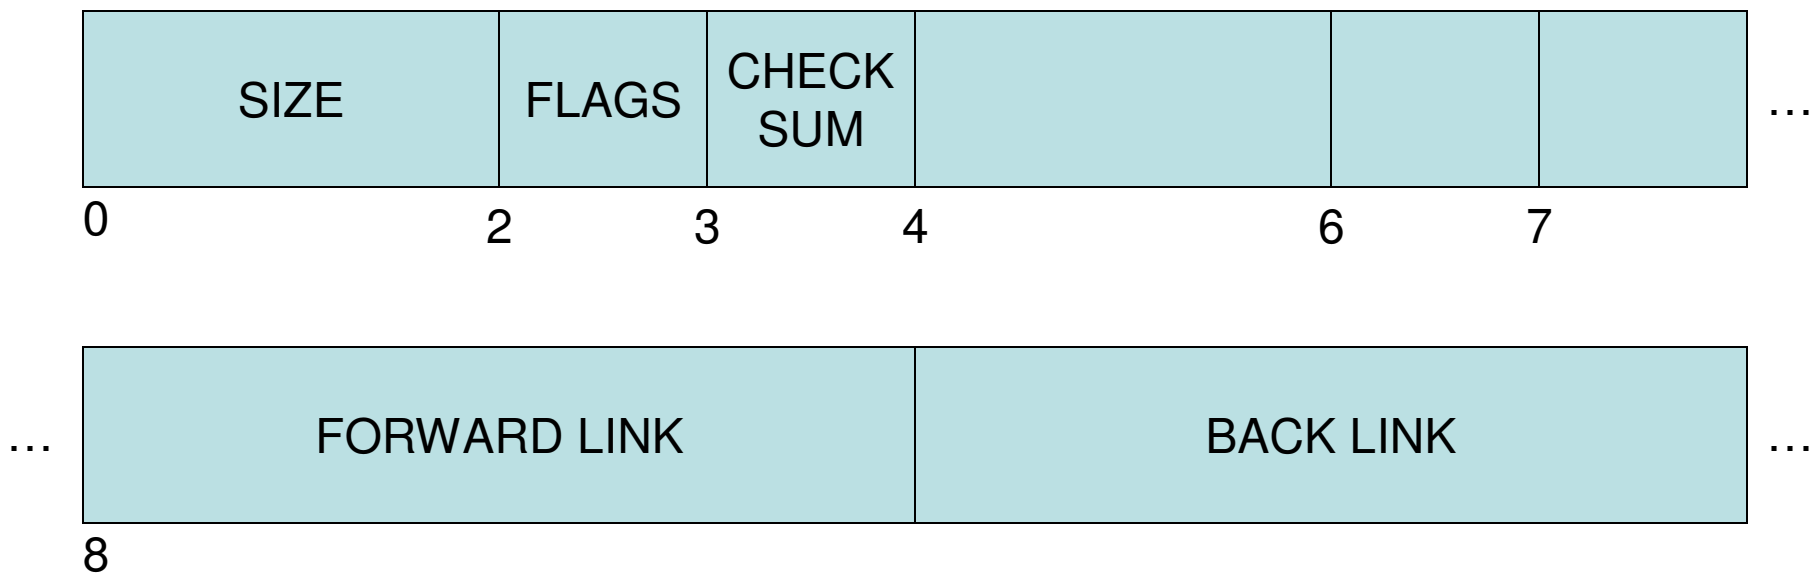 SIZE
FLAGS
CHECK
SUM
...
0
2
3
4
6
7
...
FORWARD LINK
BACK LINK
...
8